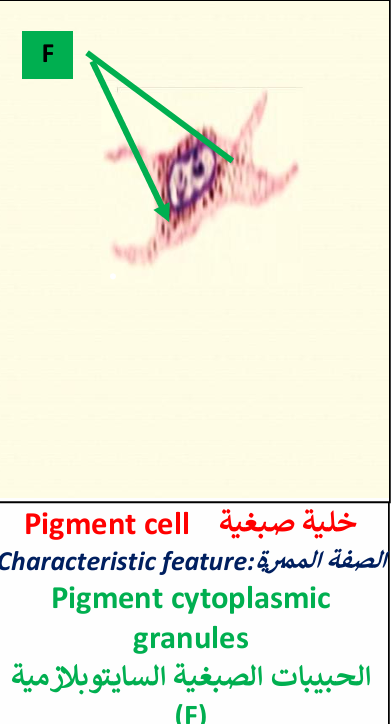 F
Pigment cell خلية صبغية
Characteristic feature:الصفة المميزة
Pigment cytoplasmic
granules
الحبيبات الصبغية السايتوبلازمية
(F)